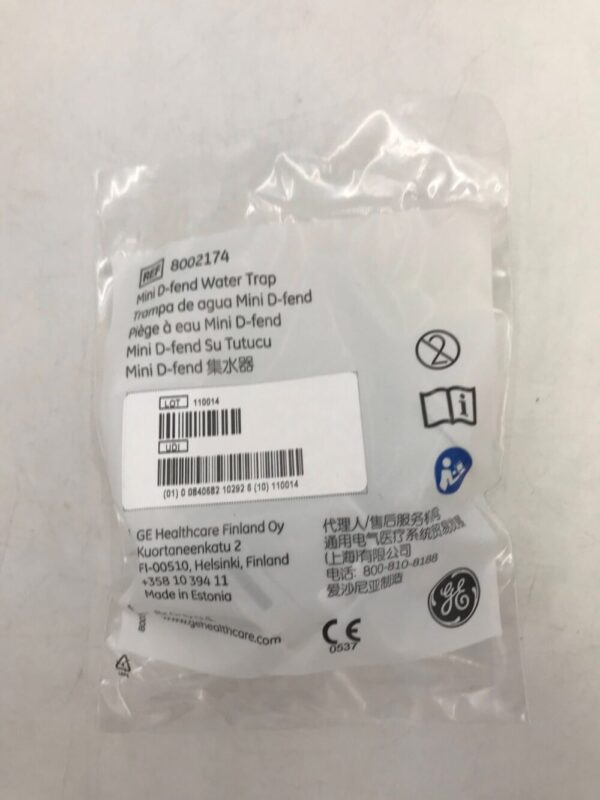 REF 8002174
Mini D-fend Water Trap
Trampa de agua Mini D-fend
Piège à eau Mini D-fend
Mini D-fend Su Tutucu
Mini D-fend 集水器
2
i
LOT 110014
UDI
(01) 0 0840682 10292 6 (10) 110014
GE Healthcare Finland Oy
Kuortaneenkatu 2
FI-00510, Helsinki, Finland
+358 10 394 11
Made in Estonia
www.gehealthcare.com
代理人/售后服务机构
通用电气医疗系统贸易发展
(上海)有限公司
电话: 800-810-8188
爱沙尼亚制造
CE
0537
GE